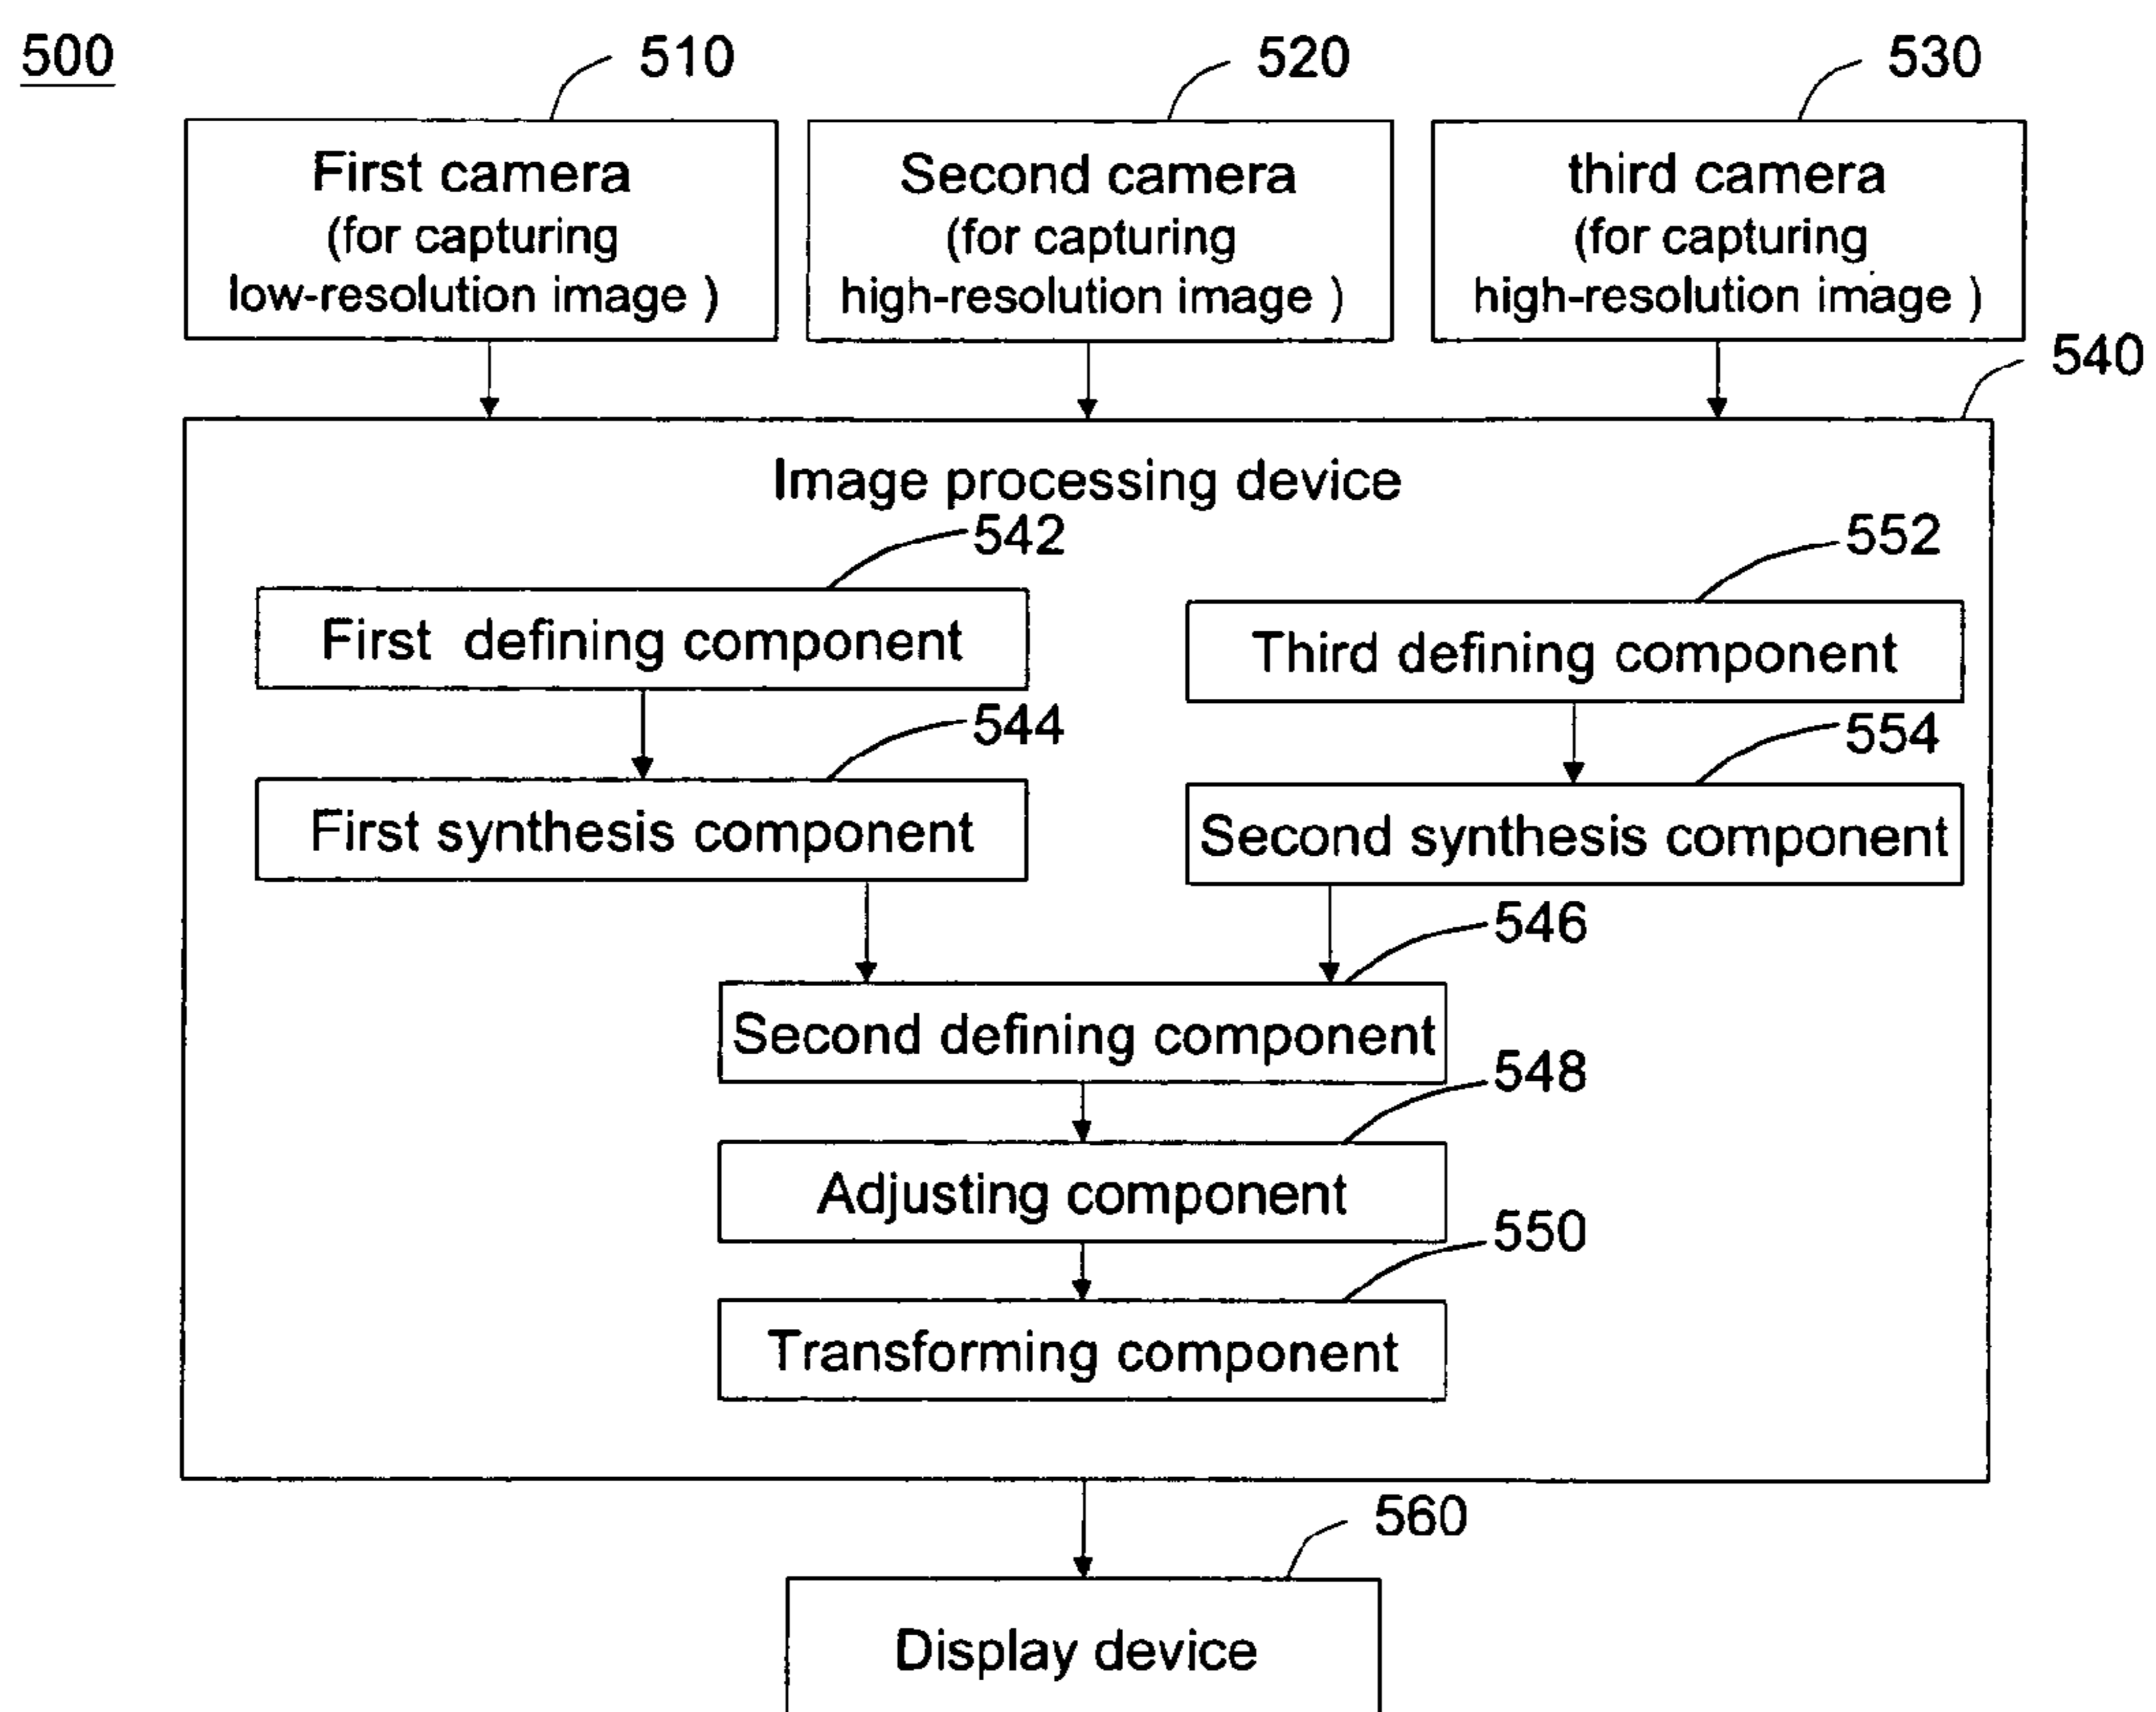 500
510
520
530
First camera
(for capturing
low-resolution image )
Second camera
(for capturing
high-resolution image )
third camera
(for capturing
high-resolution image )
540
Image processing device
542
552
First defining component
Third defining component
544
554
First synthesis component
Second synthesis component
546
Second defining component
548
Adjusting component
550
Transforming component
560
Display device